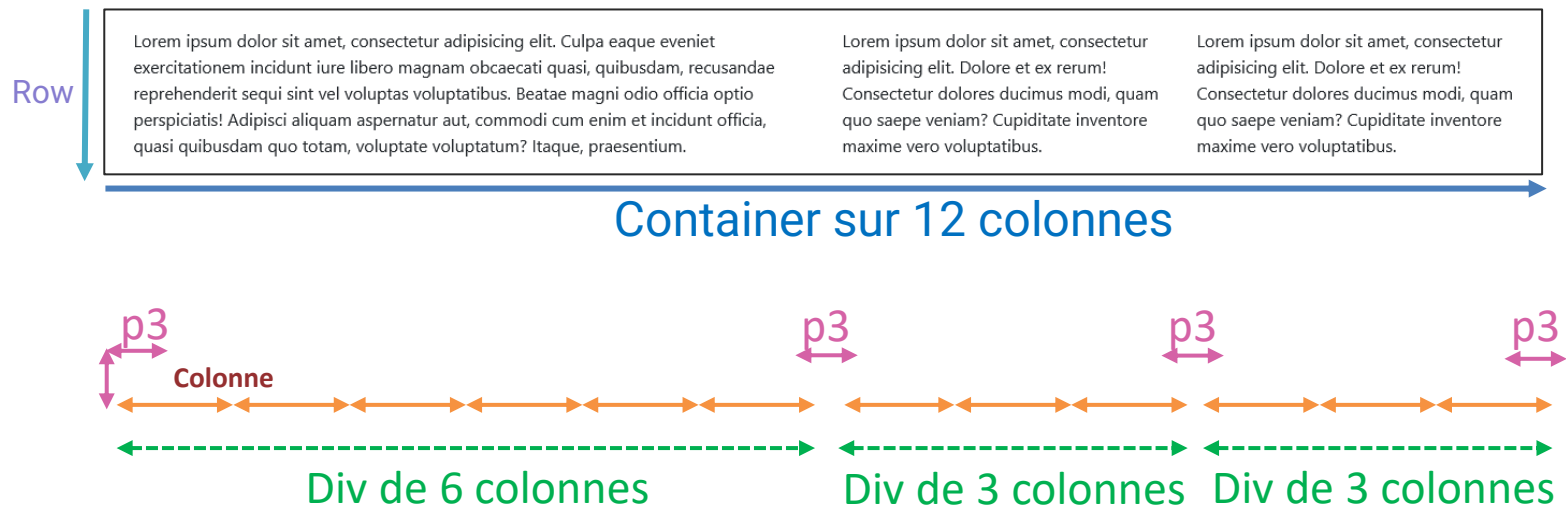 Row
Lorem ipsum dolor sit amet, consectetur adipisicing elit. Culpa eaque eveniet
exercitationem incidunt iure libero magnam obcaecati quasi, quibusdam, recusandae
reprehenderit sequi sint vel voluptas voluptatibus. Beatae magni odio officia optio
perspiciatis! Adipisci aliquam aspernatur aut, commodi cum enim et incidunt officia,
quasi quibusdam quo totam, voluptate voluptatum? Itaque, praesentium.
Lorem ipsum dolor sit amet, consectetur
adipisicing elit. Dolore et ex rerum!
Consectetur dolores ducimus modi, quam
quo saepe veniam? Cupiditate inventore
maxime vero voluptatibus.
Lorem ipsum dolor sit amet, consectetur
adipisicing elit. Dolore et ex rerum!
Consectetur dolores ducimus modi, quam
quo saepe veniam? Cupiditate inventore
maxime vero voluptatibus.
Container sur 12 colonnes
p3
p3
p3
p3
Colonne
Div de 6 colonnes
Div de 3 colonnes
Div de 3 colonnes